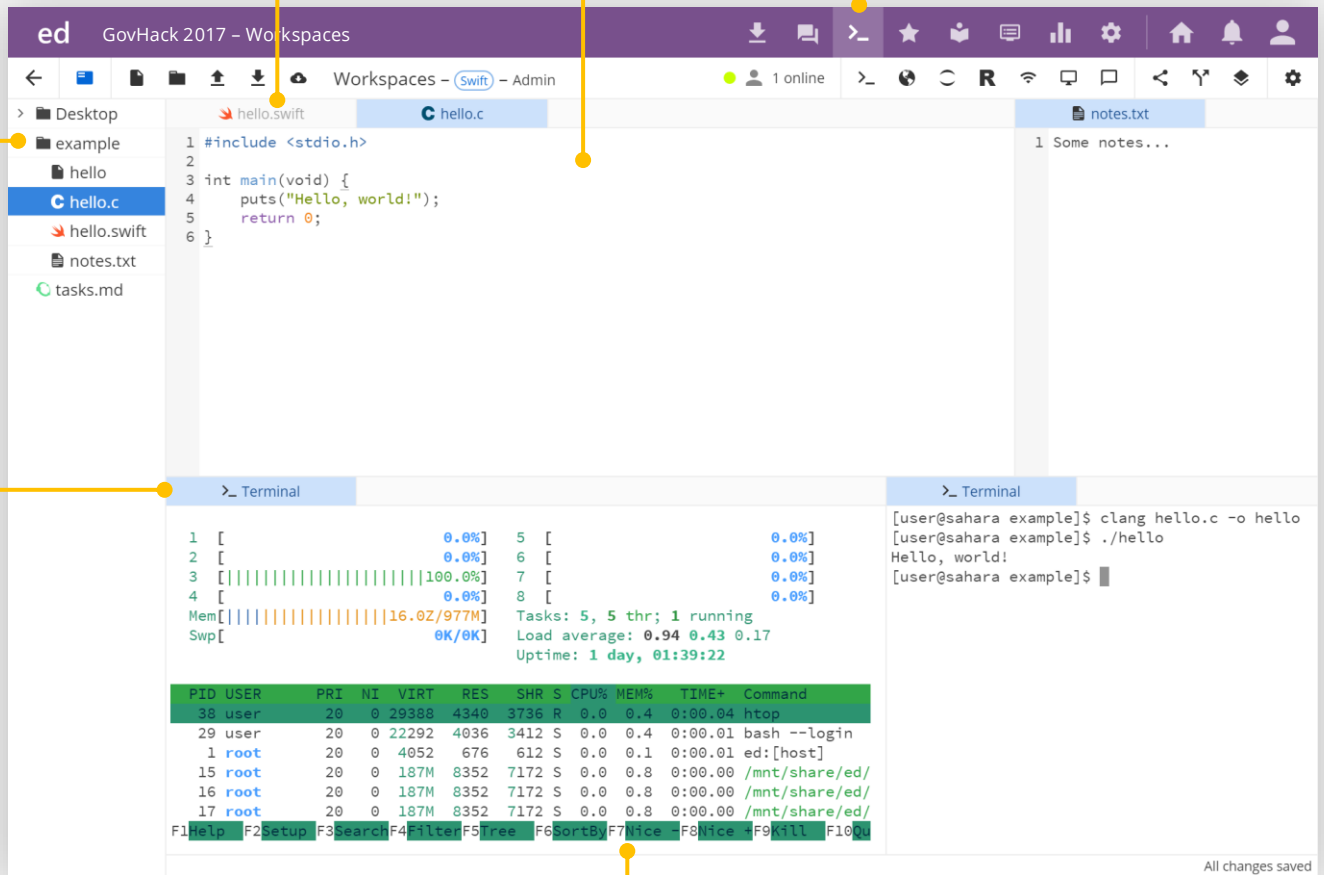 ed GovHack 2017 – Workspaces
Workspaces – Swift – Admin 1 online R
Desktop
example
hello
C hello.c
hello.swift
notes.txt
tasks.md
hello.swift C hello.c
1 #include <stdio.h>
2
3 int main(void) {
4 puts("Hello, world!");
5 return 0;
6 }
notes.txt
1 Some notes...
>_ Terminal
1 [ 0.0%] 5 [ 0.0%]
2 [ 0.0%] 6 [ 0.0%]
3 [||||||||||||||||||||||100.0%] 7 [ 0.0%]
4 [ 0.0%] 8 [ 0.0%]
Mem[||||||||||||||||||16.0Z/977M] Tasks: 5, 5 thr; 1 running
Swp[ 0K/0K] Load average: 0.94 0.43 0.17
Uptime: 1 day, 01:39:22
PID USER PRI NI VIRT RES SHR S CPU% MEM% TIME+ Command
38 user 20 0 29388 4340 3736 R 0.0 0.4 0:00.04 htop
29 user 20 0 22292 4036 3412 S 0.0 0.4 0:00.01 bash --login
1 root 20 0 4052 676 612 S 0.0 0.1 0:00.01 ed:[host]
15 root 20 0 187M 8352 7172 S 0.0 0.8 0:00.00 /mnt/share/ed/
16 root 20 0 187M 8352 7172 S 0.0 0.8 0:00.00 /mnt/share/ed/
17 root 20 0 187M 8352 7172 S 0.0 0.8 0:00.00 /mnt/share/ed/
F1Help F2Setup F3SearchF4FilterF5Tree F6SortByF7Nice -F8Nice +F9Kill F10Qu
>_ Terminal
[user@sahara example]$ clang hello.c -o hello
[user@sahara example]$ ./hello
Hello, world!
[user@sahara example]$
All changes saved